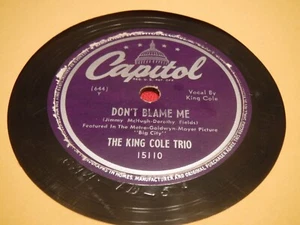 Capitol
(644)
Vocal By
King Cole
DON'T BLAME ME
(Jimmy McHugh-Dorothy Fields)
Featured In The Metro-Goldwyn-Mayer Picture
"Big City"
THE KING COLE TRIO
15110